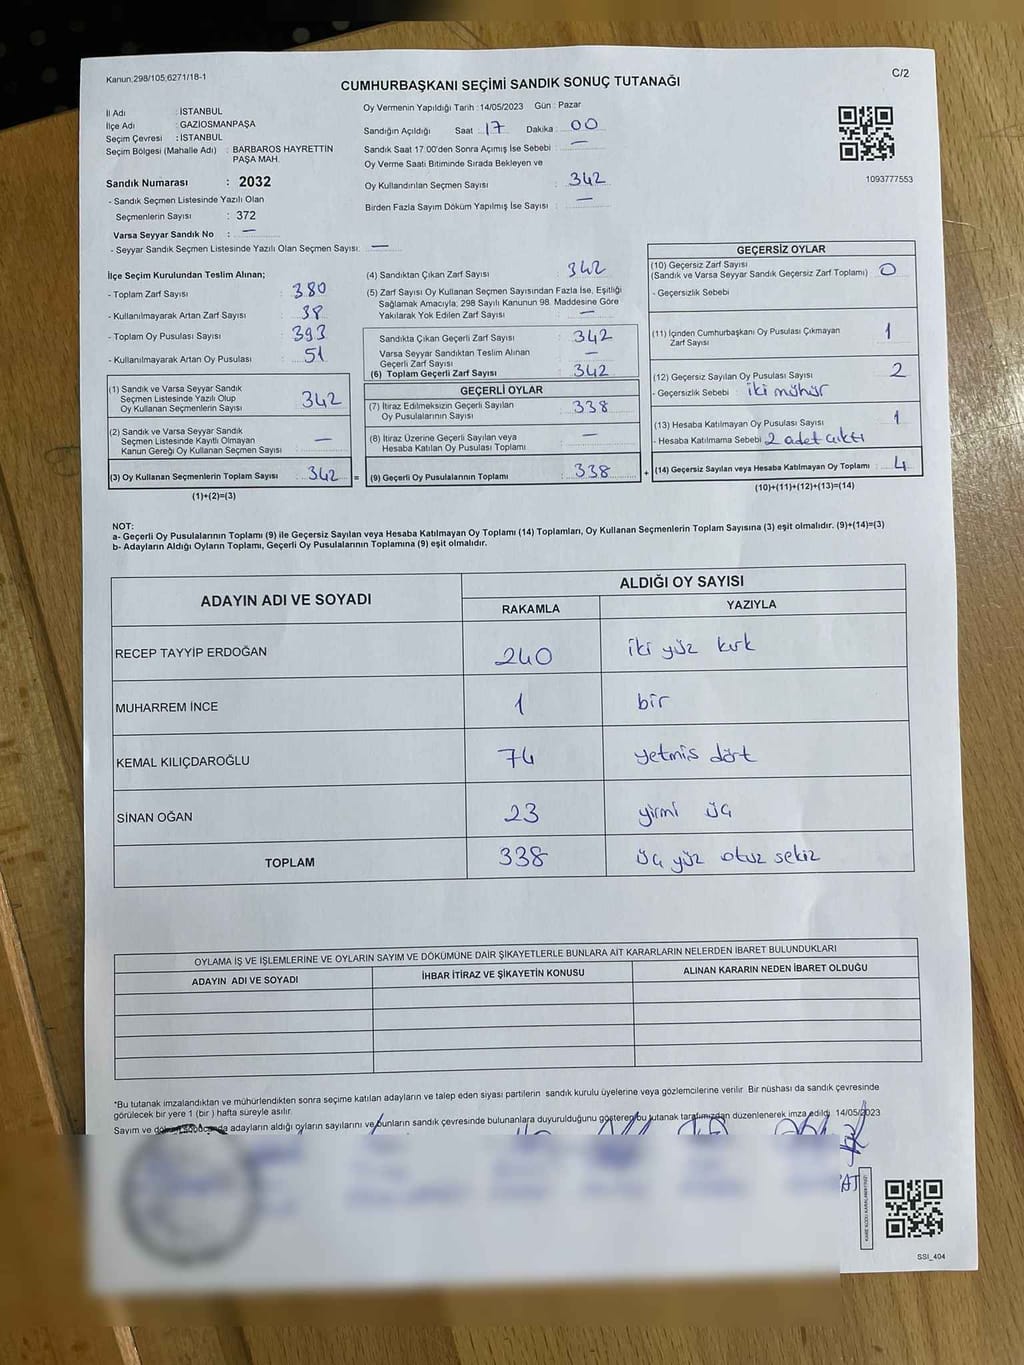 Kanun:298/105;6271/18-1
C/2
CUMHURBAŞKANI SEÇİMİ SANDIK SONUÇ TUTANAĞI
İl Adı : İSTANBUL
İlçe Adı : GAZİOSMANPAŞA
Seçim Çevresi : İSTANBUL
Seçim Bölgesi (Mahalle Adı) : BARBAROS HAYRETTİN
PAŞA MAH.
Sandık Numarası : 2032
- Sandık Seçmen Listesinde Yazılı Olan
Seçmenlerin Sayısı : 372
Varsa Seyyar Sandık No : —
- Seyyar Sandık Listesinde Yazılı Olan Seçmen Sayısı: —
Oy Vermenin Yapıldığı Tarih :14/05/2023 Gün : Pazar
Sandığın Açıldığı Saat : 17 Dakika : 00
Sandık Saat 17:00'den Sonra Açımış İse Sebebi : —
Oy Verme Saati Bitiminde Sırada Bekleyen ve
Oy Kullandırılan Seçmen Sayısı : 342
Birden Fazla Sayım Döküm Yapılmış İse Sayısı : —
1093777553
İlçe Seçim Kurulundan Teslim Alınan;
- Toplam Zarf Sayısı : 380
- Kullanılmayarak Artan Zarf Sayısı : 38
- Toplam Oy Pusulası Sayısı : 393
- Kullanılmayarak Artan Oy Pusulası : 51
(1) Sandık ve Varsa Seyyar Sandık
Seçmen Listesinde Yazılı Olup
Oy Kullanan Seçmenlerin Sayısı : 342
(2) Sandık ve Varsa Seyyar Sandık
Seçmen Listesinde Kayıtlı Olmayan
Kanun Gereği Oy Kullanan Seçmen Sayısı : —
(3) Oy Kullanan Seçmenlerin Toplam Sayısı : 342 =
(1)+(2)=(3)
(4) Sandıktan Çıkan Zarf Sayısı : 342
(5) Zarf Sayısı Oy Kullanan Seçmen Sayısından Fazla İse, Eşitliği
Sağlamak Amacıyla; 298 Sayılı Kanunun 98. Maddesine Göre
Yakılarak Yok Edilen Zarf Sayısı : —
Sandıkta Çıkan Geçerli Zarf Sayısı : 342
Varsa Seyyar Sandıktan Teslim Alınan
Geçerli Zarf Sayısı : —
(6) Toplam Geçerli Zarf Sayısı : 342
GEÇERLİ OYLAR
(7) İtiraz Edilmeksizin Geçerli Sayılan
Oy Pusulalarının Sayısı : 338
(8) İtiraz Üzerine Geçerli Sayılan veya
Hesaba Katılan Oy Pusulası Toplamı : —
(9) Geçerli Oy Pusulalarının Toplamı : 338 +
GEÇERSİZ OYLAR
(10) Geçersiz Zarf Sayısı
(Sandık ve Varsa Seyyar Sandık Geçersiz Zarf Toplamı) : 0
- Geçersizlik Sebebi
(11) İçinden Cumhurbaşkanı Oy Pusulası Çıkmayan
Zarf Sayısı : 1
(12) Geçersiz Sayılan Oy Pusulası Sayısı : 2
- Geçersizlik Sebebi : iki mühür
(13) Hesaba Katılmayan Oy Pusulası Sayısı : 1
- Hesaba Katılmama Sebebi 2 adet çıktı
(14) Geçersiz Sayılan veya Hesaba Katılmayan Oy Toplamı : 4
(10)+(11)+(12)+(13)=(14)
NOT:
a- Geçerli Oy Pusulalarının Toplamı (9) ile Geçersiz Sayılan veya Hesaba Katılmayan Oy Toplamı (14) Toplamları, Oy Kullanan Seçmenlerin Toplam Sayısına (3) eşit olmalıdır. (9)+(14)=(3)
b- Adayların Aldığı Oyların Toplamı, Geçerli Oy Pusulalarının Toplamına (9) eşit olmalıdır.
ADAYIN ADI VE SOYADI
ALDIĞI OY SAYISI
RAKAMLA YAZIYLA
RECEP TAYYİP ERDOĞAN 240 iki yüz kırk
MUHARREM İNCE 1 bir
KEMAL KILIÇDAROĞLU 74 yetmiş dört
SİNAN OĞAN 23 yirmi üç
TOPLAM 338 üç yüz otuz sekiz
OYLAMA İŞ VE İŞLEMLERİNE VE OYLARIN SAYIM VE DÖKÜMÜNE DAİR ŞİKAYETLERLE BUNLARA AİT KARARLARIN NELERDEN İBARET BULUNDUKLARI
ADAYIN ADI VE SOYADI İHBAR İTİRAZ VE ŞİKAYETİN KONUSU ALINAN KARARIN NEDEN İBARET OLDUĞU
*Bu tutanak imzalandıktan ve mühürlendikten sonra seçime katılan adayların ve talep eden siyasi partilerin sandık kurulu üyelerine veya gözlemcilerine verilir. Bir nüshası da sandık çevresinde
görülecek bir yere 1 (bir) hafta süreyle asılır.
Sayım ve döküm sonucunda adayların aldığı oyların sayılarını ve bunların sandık çevresinde bulunanlara duyurulduğunu gösteren bu tutanak tarafımızdan düzenlenerek imza edildi. 14/05/2023
KARE KODU KARALAMAYINIZ!
SSİ_404